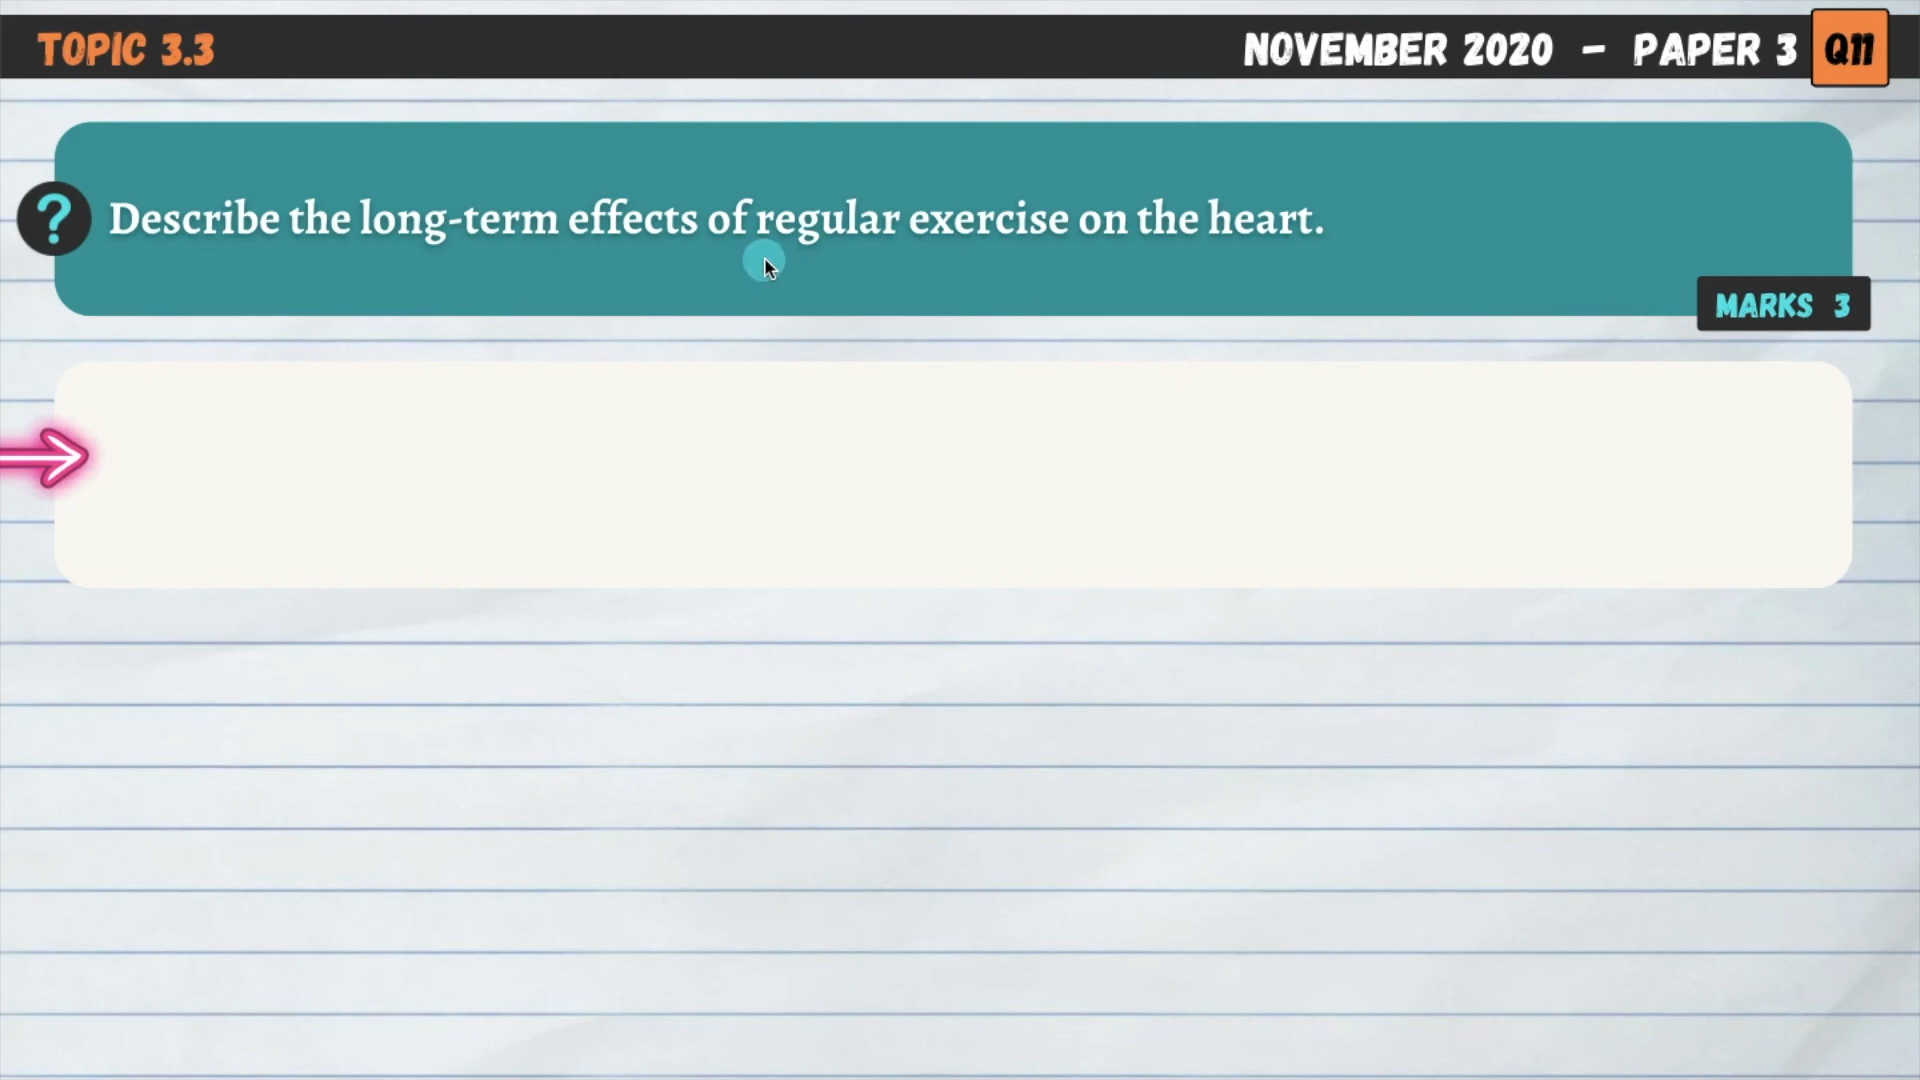 TOPIC 3.3
NOVEMBER 2020 - PAPER 3 Q11
? Describe the long-term effects of regular exercise on the heart.
MARKS 3